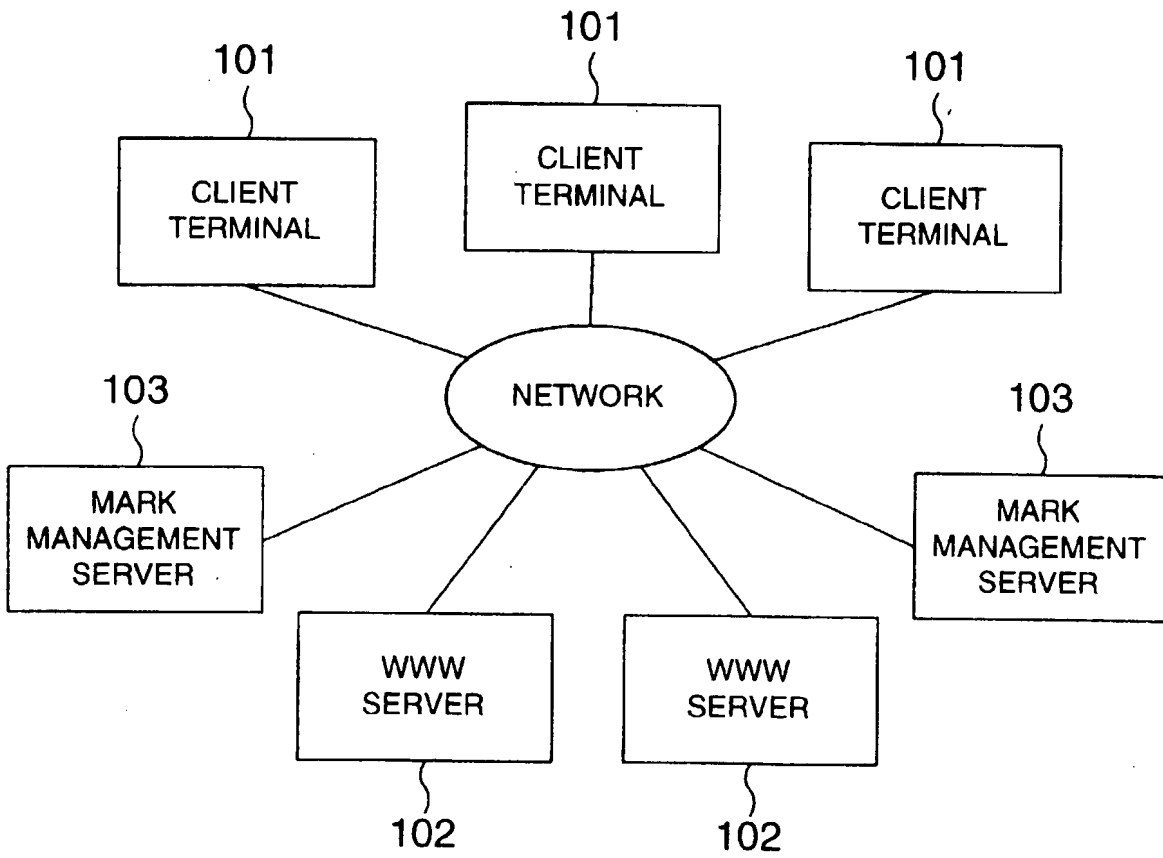 101
101
101
CLIENT
TERMINAL
CLIENT
TERMINAL
CLIENT
TERMINAL
NETWORK
103
103
MARK
MANAGEMENT
SERVER
MARK
MANAGEMENT
SERVER
WWW
SERVER
WWW
SERVER
102
102